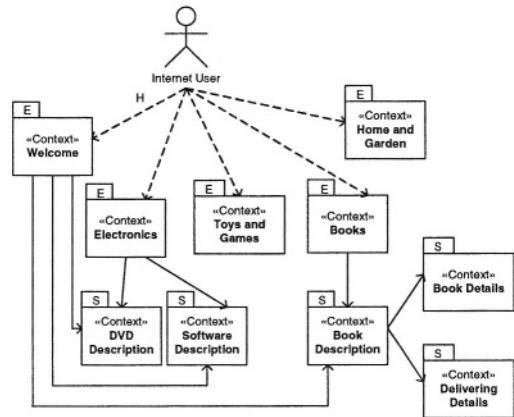 Internet User
H
E
«Context»
Welcome
E
«Context»
Home and
Garden
E
«Context»
Electronics
E
«Context»
Toys and
Games
E
«Context»
Books
S
«Context»
Book Details
S
«Context»
DVD
Description
S
«Context»
Software
Description
S
«Context»
Book
Description
S
«Context»
Delivering
Details